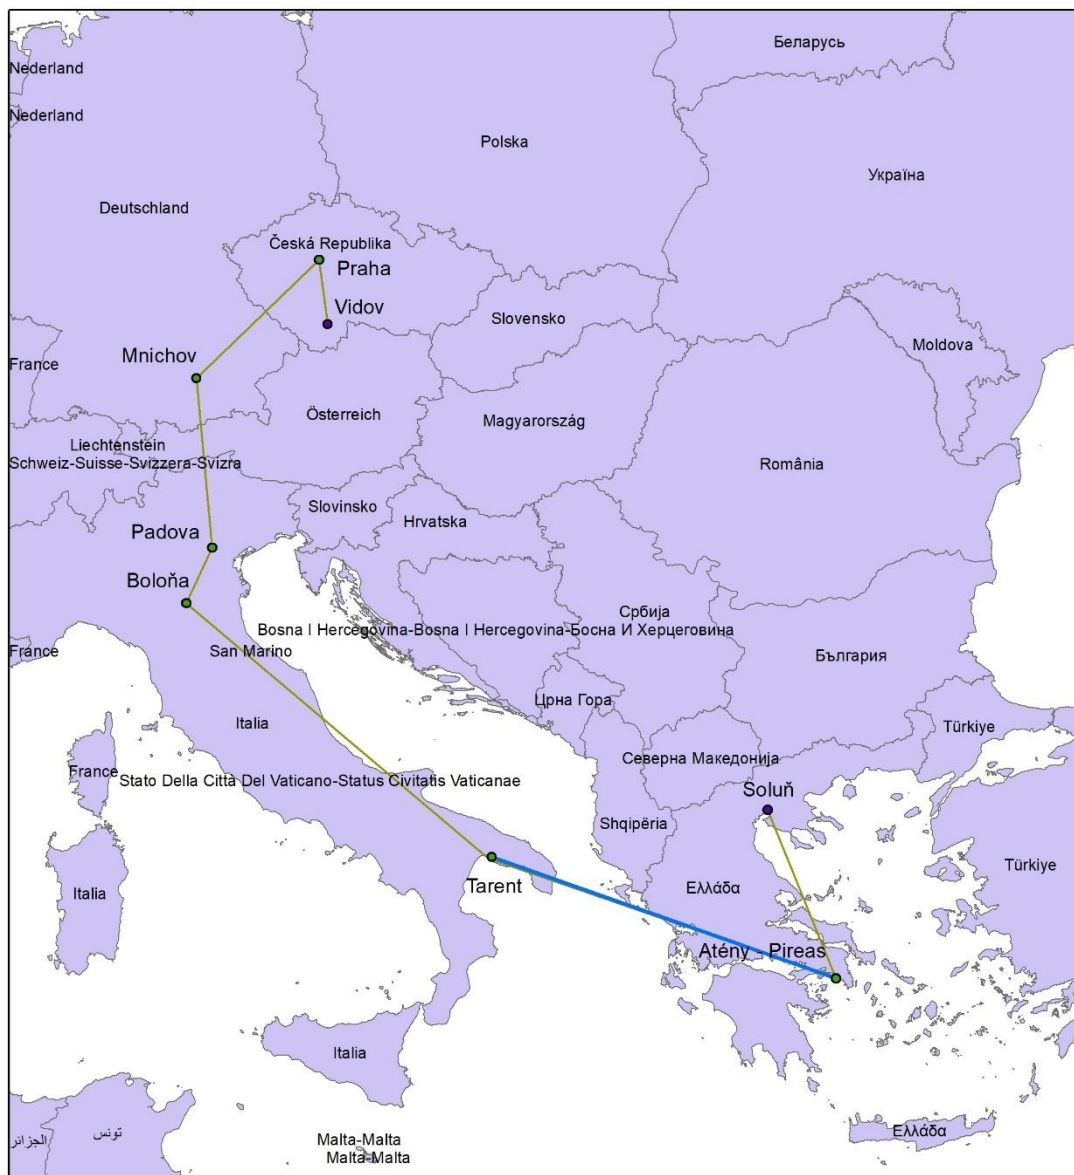 Беларусь
Nederland
Nederland
Polska
Україна
Deutschland
Česká Republika
Praha
Vidov
Slovensko
Moldova
France
Mnichov
Österreich
Magyarország
Liechtenstein
Schweiz-Suisse-Svizzera-Svizra
România
Slovinsko
Hrvatska
Padova
Boloňa
Србија
Bosna I Hercegovina-Bosna I Hercegovina-Босна И Херцеговина
France
San Marino
България
Црна Гора
Italia
Türkiye
Северна Македонија
France
Stato Della Città Del Vaticano-Status Civitatis Vaticanae
Soluň
Shqipëria
Türkiye
Italia
Tarent
Ελλάδα
Atény - Pireas
Italia
Ελλάδα
تونس
الجزائر
Malta-Malta
Malta-Malta